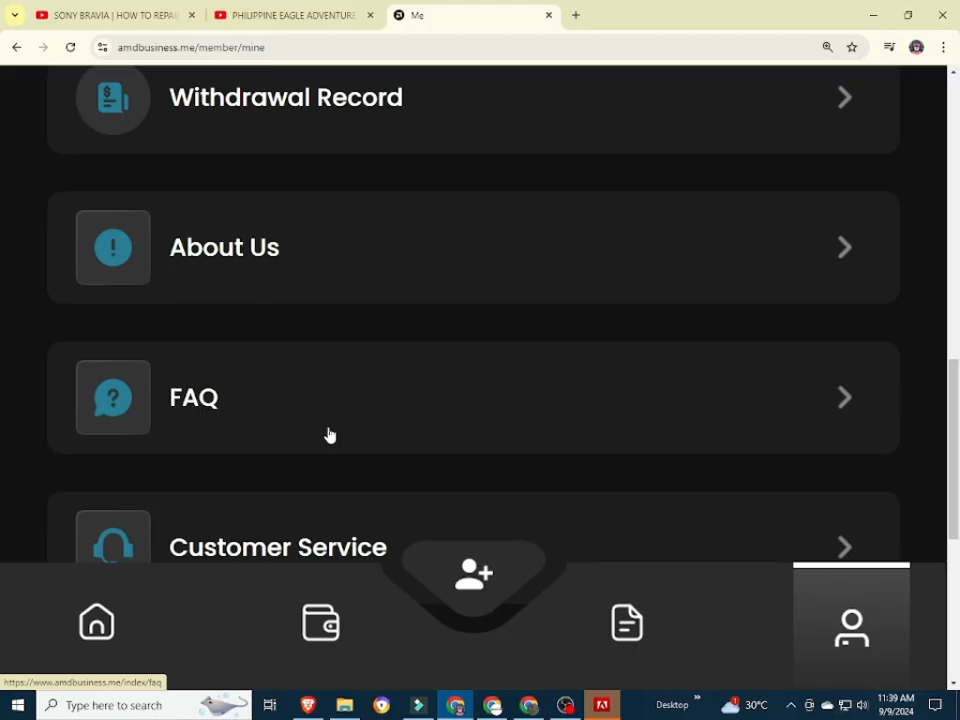 SONY BRAVIA | HOW TO REPAI
PHILIPPINE EAGLE ADVENTURE
Me
amdbusiness.me/member/mine
Withdrawal Record
About Us
FAQ
Customer Service
https://www.amdbusiness.me/index/faq
Type here to search
Desktop
30°C
11:39 AM
9/9/2024